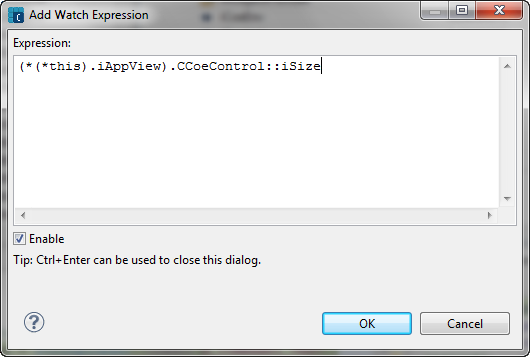 Add Watch Expression
Expression:
(*(*this).iAppView).CCoeControl::iSize
Enable
Tip: Ctrl+Enter can be used to close this dialog.
?
OK
Cancel